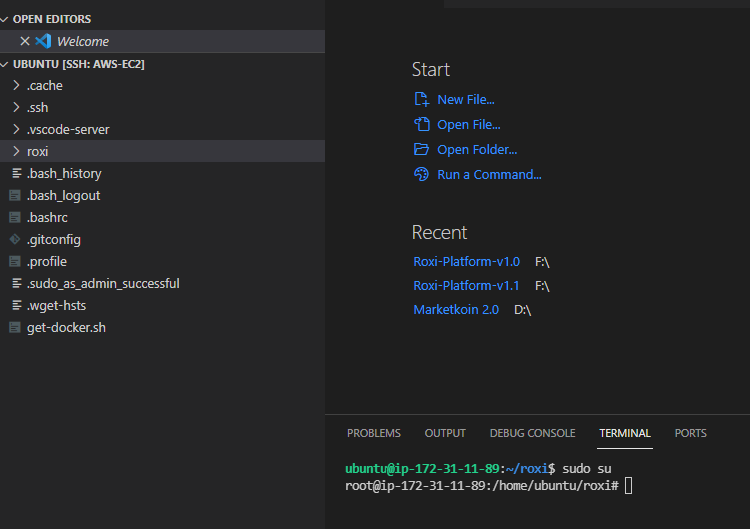 OPEN EDITORS
Welcome
UBUNTU [SSH: AWS-EC2]
.cache
.ssh
.vscode-server
roxi
.bash_history
.bash_logout
.bashrc
.gitconfig
.profile
.sudo_as_admin_successful
.wget-hsts
get-docker.sh
Start
New File...
Open File...
Open Folder...
Run a Command...
Recent
Roxi-Platform-v1.0 F:\
Roxi-Platform-v1.1 F:\
Marketkoin 2.0 D:\
PROBLEMS OUTPUT DEBUG CONSOLE TERMINAL PORTS
ubuntu@ip-172-31-11-89:~/roxi$ sudo su
root@ip-172-31-11-89:/home/ubuntu/roxi#